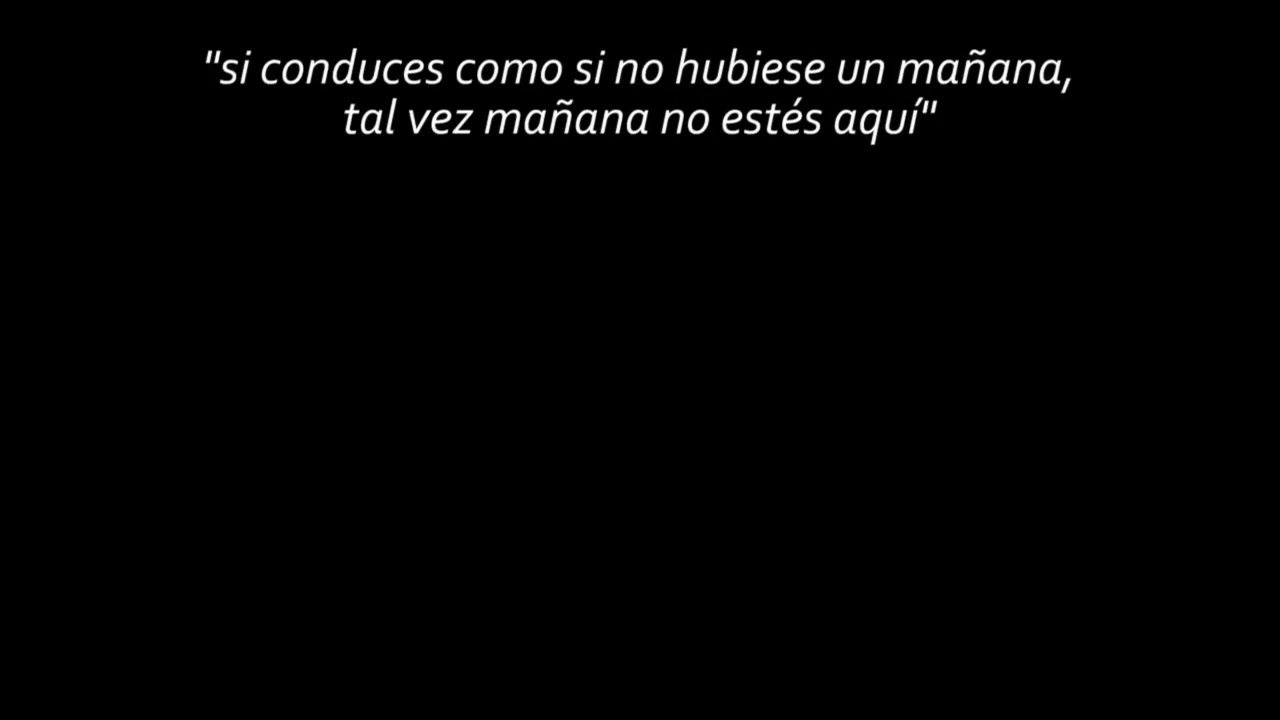 "si conduces como si no hubiese un mañana,
tal vez mañana no estés aquí"